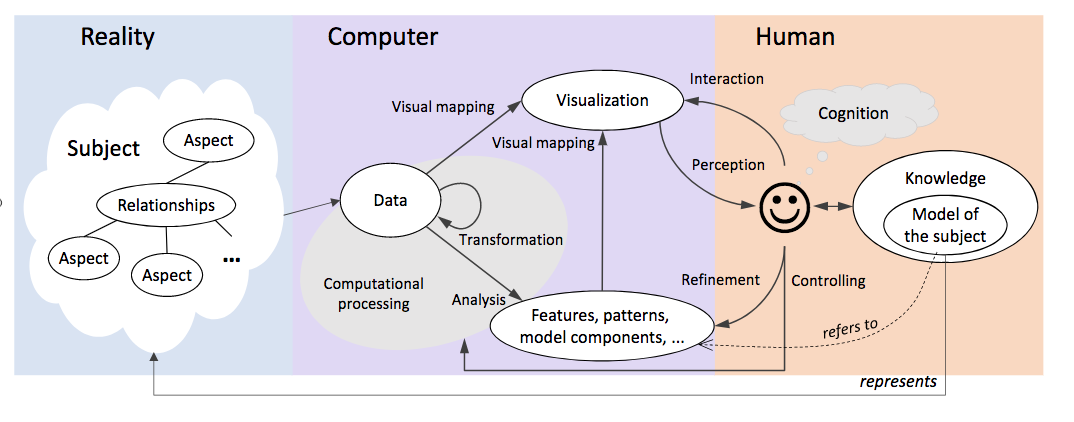 Reality
Computer
Human
Subject
Aspect
Relationships
Aspect
Aspect
...
Data
Visual mapping
Visualization
Visual mapping
Transformation
Computational
processing
Analysis
Features, patterns,
model components, ...
Interaction
Perception
Cognition
Knowledge
Model of
the subject
Refinement
Controlling
refers to
represents